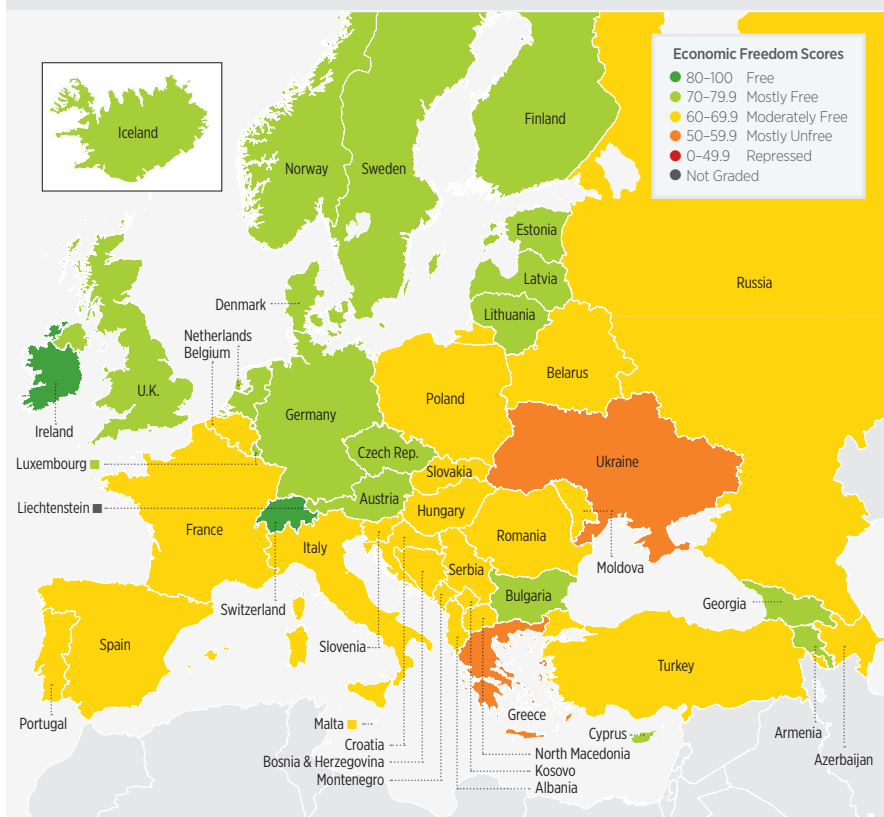 Economic Freedom Scores
80–100 Free
70–79.9 Mostly Free
60–69.9 Moderately Free
50–59.9 Mostly Unfree
0–49.9 Repressed
Not Graded
Iceland
Finland
Norway
Sweden
Estonia
Latvia
Lithuania
Russia
Denmark
Netherlands
Belgium
Belarus
U.K.
Germany
Poland
Ireland
Czech Rep.
Ukraine
Luxembourg
Slovakia
Austria
Liechtenstein
Hungary
France
Romania
Italy
Moldova
Serbia
Bulgaria
Georgia
Switzerland
Spain
Slovenia
Turkey
Portugal
Greece
Malta
Cyprus
Armenia
Croatia
North Macedonia
Azerbaijan
Bosnia & Herzegovina
Kosovo
Montenegro
Albania